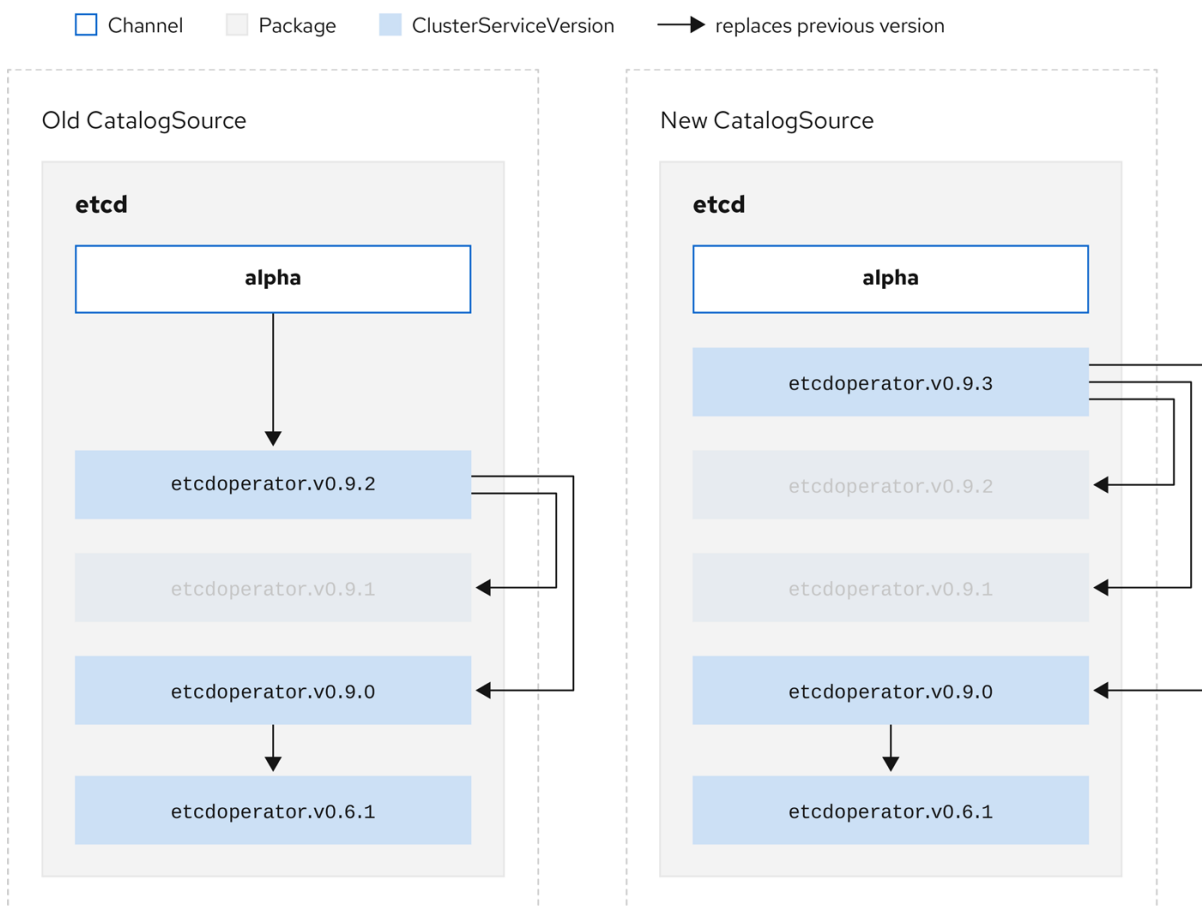 Channel Package ClusterServiceVersion replaces previous version
Old CatalogSource
etcd
alpha
etcdoperator.v0.9.2
etcdoperator.v0.9.1
etcdoperator.v0.9.0
etcdoperator.v0.6.1
New CatalogSource
etcd
alpha
etcdoperator.v0.9.3
etcdoperator.v0.9.2
etcdoperator.v0.9.1
etcdoperator.v0.9.0
etcdoperator.v0.6.1